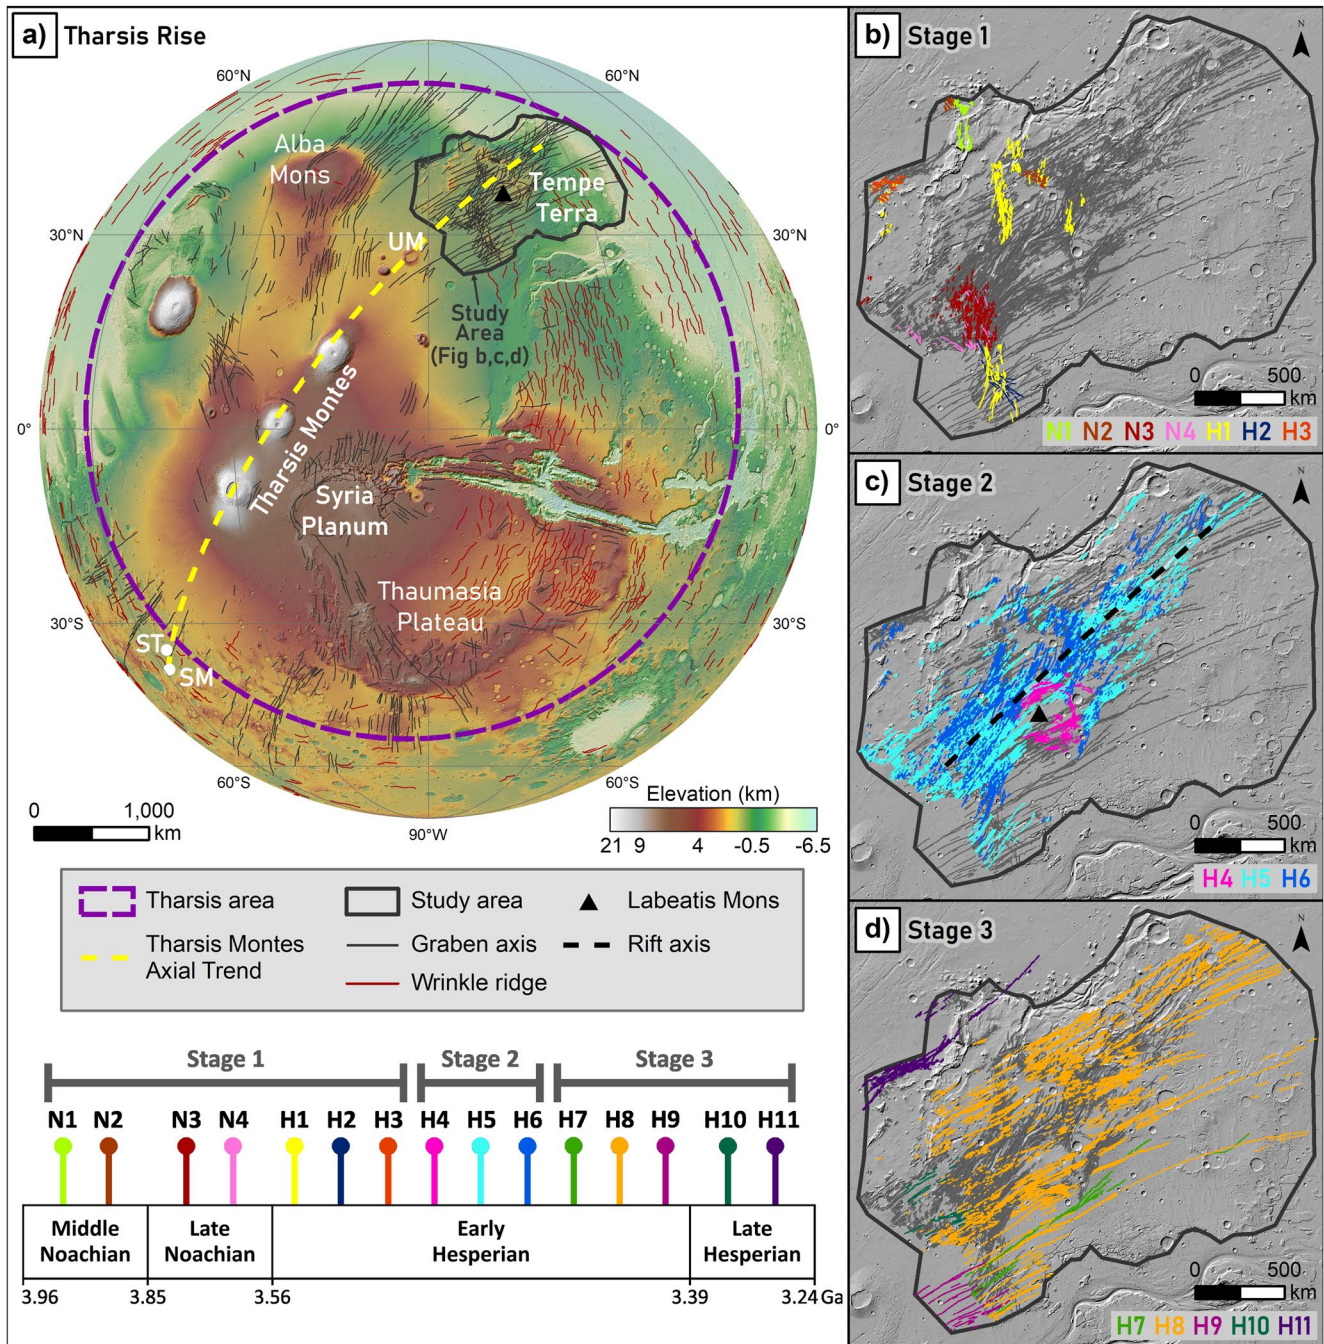 a) Tharsis Rise
60°N
60°N
Alba
Mons
Tempe
Terra
30°N
30°N
UM
Study
Area
(Fig b,c,d)
Tharsis Montes
0°
0°
Syria
Planum
Thaumasia
Plateau
30°S
30°S
ST
SM
60°S
60°S
90°W
0 1,000
km
Elevation (km)
21 9 4 -0.5 -6.5
Tharsis area
Study area
Labeatis Mons
Tharsis Montes
Axial Trend
Graben axis
Rift axis
Wrinkle ridge
Stage 1 Stage 2 Stage 3
N1 N2 N3 N4 H1 H2 H3 H4 H5 H6 H7 H8 H9 H10 H11
Middle
Noachian
Late
Noachian
Early
Hesperian
Late
Hesperian
3.96 3.85 3.56 3.39 3.24 Ga
b) Stage 1
N
0 500
km
N1 N2 N3 N4 H1 H2 H3
c) Stage 2
N
0 500
km
H4 H5 H6
d) Stage 3
N
0 500
km
H7 H8 H9 H10 H11